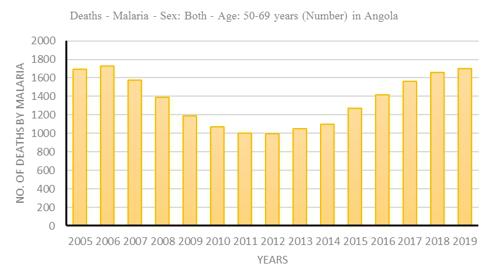 Deaths - Malaria - Sex: Both - Age: 50-69 years (Number) in Angola
2000
1800
1600
1400
1200
1000
800
600
400
200
0
NO. OF DEATHS BY MALARIA
2005 2006 2007 2008 2009 2010 2011 2012 2013 2014 2015 2016 2017 2018 2019
YEARS